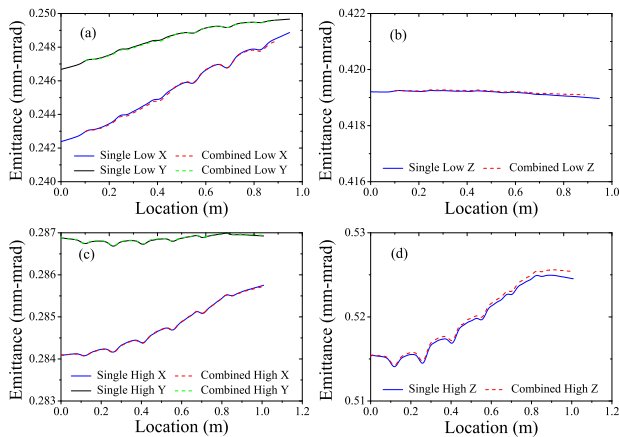 (a)
Emittance (mm-mrad)
0.250
0.248
0.246
0.244
0.242
0.240
Single Low X Combined Low X
Single Low Y Combined Low Y
0.0 0.2 0.4 0.6 0.8 1.0
Location (m)
(b)
Emittance (mm-mrad)
0.422
0.420
0.418
0.416
Single Low Z Combined Low Z
0.0 0.2 0.4 0.6 0.8 1.0
Location (m)
(c)
Emittance (mm-mrad)
0.287
0.286
0.285
0.284
0.283
Single High X Combined High X
Single High Y Combined High Y
0.0 0.2 0.4 0.6 0.8 1.0 1.2
Location (m)
(d)
Emittance (mm-mrad)
0.53
0.52
0.51
Single High Z Combined High Z
0.0 0.2 0.4 0.6 0.8 1.0 1.2
Location (m)